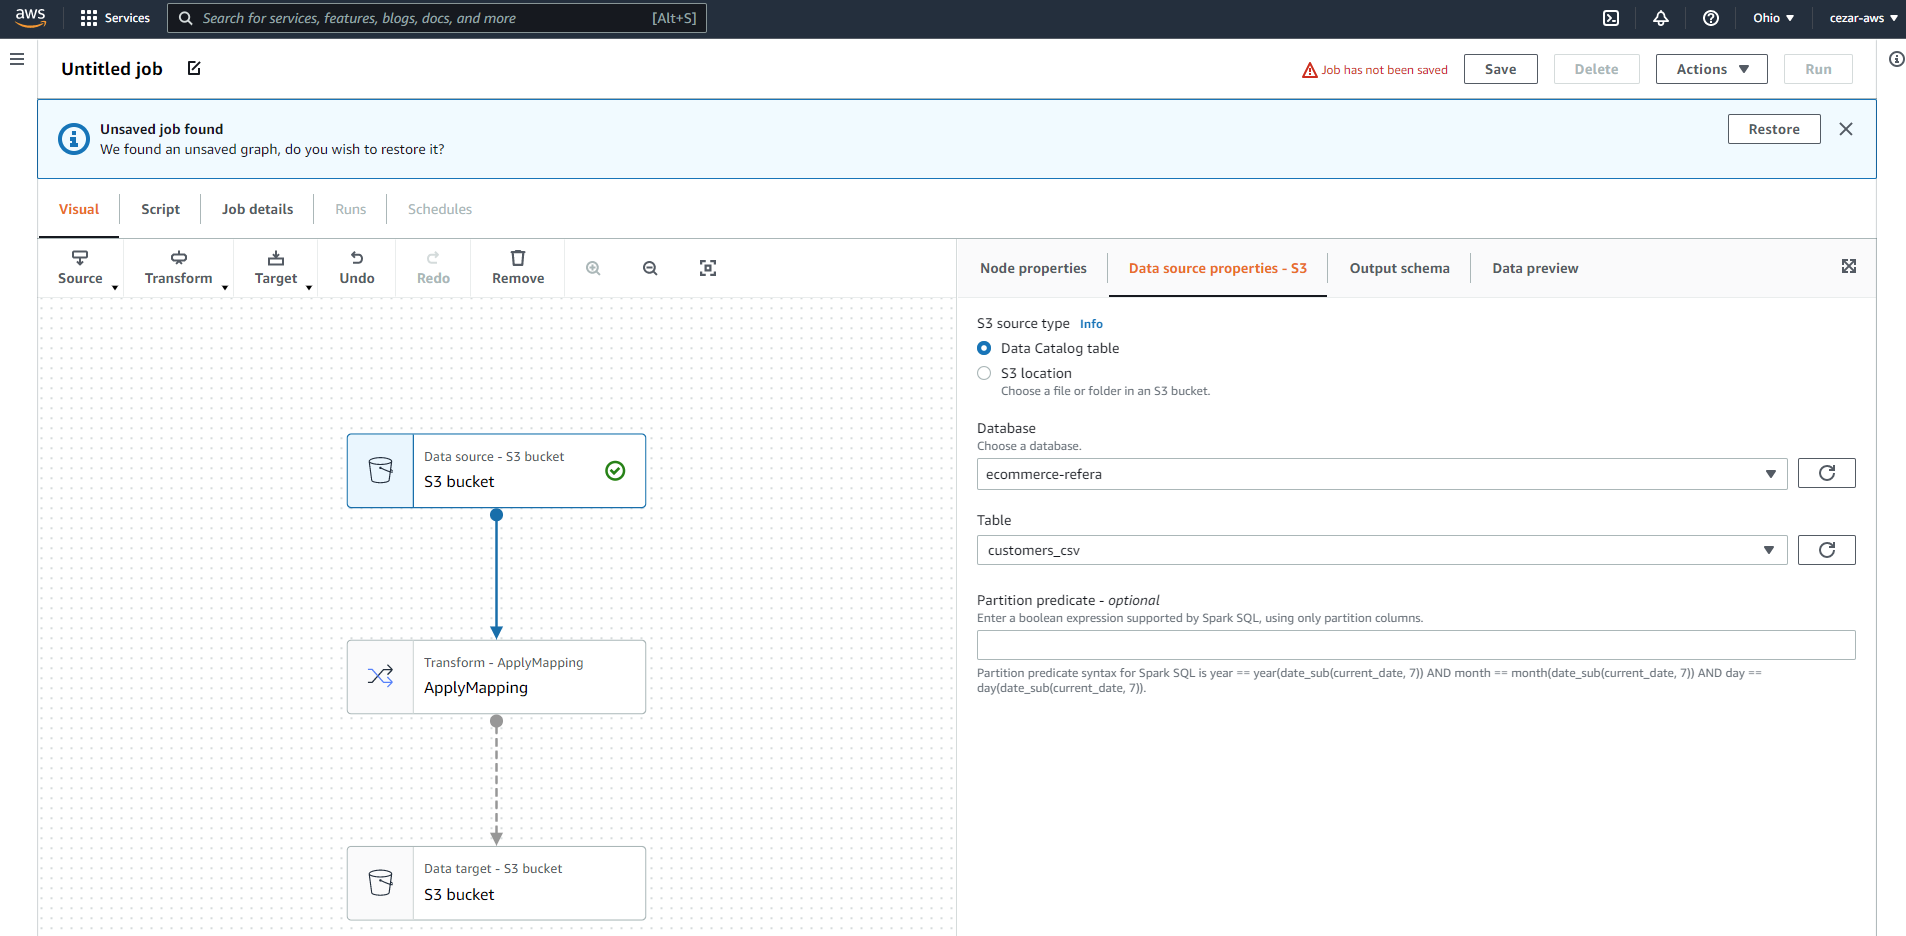 aws
Services
Search for services, features, blogs, docs, and more
[Alt+S]
Ohio
cezar-aws
Untitled job
Job has not been saved
Save
Delete
Actions
Run
Unsaved job found
We found an unsaved graph, do you wish to restore it?
Restore
Visual
Script
Job details
Runs
Schedules
Source
Transform
Target
Undo
Redo
Remove
Data source - S3 bucket
S3 bucket
Transform - ApplyMapping
ApplyMapping
Data target - S3 bucket
S3 bucket
Node properties
Data source properties - S3
Output schema
Data preview
S3 source type Info
Data Catalog table
S3 location
Choose a file or folder in an S3 bucket.
Database
Choose a database.
ecommerce-refera
Table
customers_csv
Partition predicate - optional
Enter a boolean expression supported by Spark SQL, using only partition columns.
Partition predicate syntax for Spark SQL is year == year(date_sub(current_date, 7)) AND month == month(date_sub(current_date, 7)) AND day ==
day(date_sub(current_date, 7)).